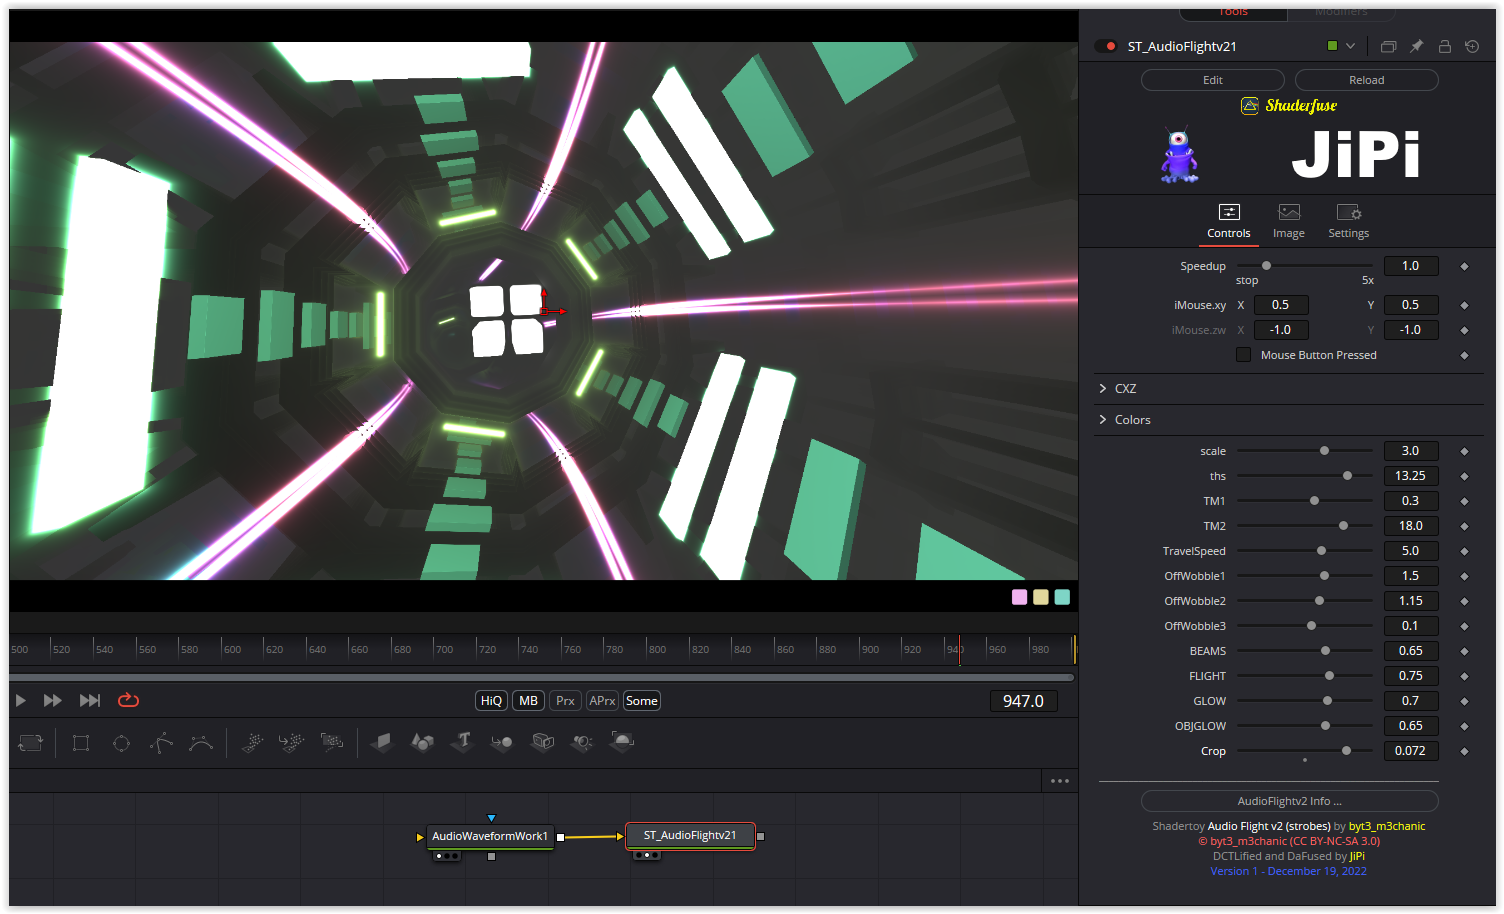 Tools Modifiers
ST_AudioFlightv21
Edit Reload
Shaderfuse
JiPi
Controls Image Settings
Speedup 1.0
stop 5x
iMouse.xy X 0.5 Y 0.5
iMouse.zw X -1.0 Y -1.0
Mouse Button Pressed
CXZ
Colors
scale 3.0
ths 13.25
TM1 0.3
TM2 18.0
TravelSpeed 5.0
OffWobble1 1.5
OffWobble2 1.15
OffWobble3 0.1
BEAMS 0.65
FLIGHT 0.75
GLOW 0.7
OBJGLOW 0.65
Crop 0.072
AudioFlightv2 Info ...
Shadertoy Audio Flight v2 (strobes) by byt3_m3chanic
© byt3_m3chanic (CC BY-NC-SA 3.0)
DCTLified and DaFused by JiPi
Version 1 - December 19, 2022
500 520 540 560 580 600 620 640 660 680 700 720 740 760 780 800 820 840 860 880 900 920 940 960 980
HiQ MB Prx APrx Some 947.0
AudioWaveformWork1 ST_AudioFlightv21